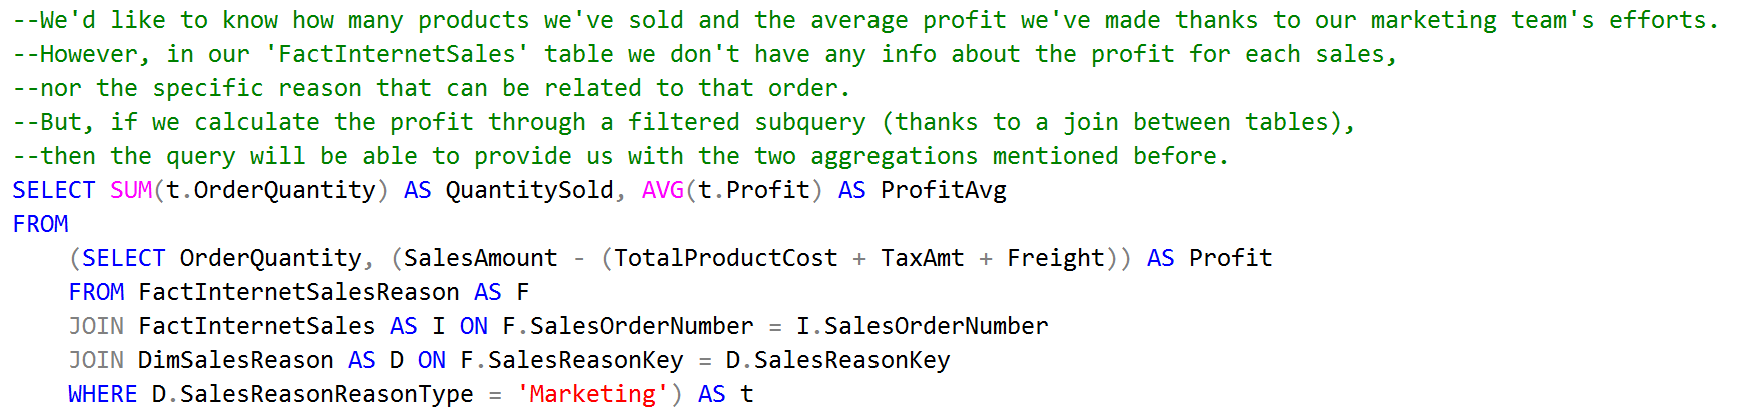 --We'd like to know how many products we've sold and the average profit we've made thanks to our marketing team's efforts.
--However, in our 'FactInternetSales' table we don't have any info about the profit for each sales,
--nor the specific reason that can be related to that order.
--But, if we calculate the profit through a filtered subquery (thanks to a join between tables),
--then the query will be able to provide us with the two aggregations mentioned before.
SELECT SUM(t.OrderQuantity) AS QuantitySold, AVG(t.Profit) AS ProfitAvg
FROM
    (SELECT OrderQuantity, (SalesAmount - (TotalProductCost + TaxAmt + Freight)) AS Profit
    FROM FactInternetSalesReason AS F
    JOIN FactInternetSales AS I ON F.SalesOrderNumber = I.SalesOrderNumber
    JOIN DimSalesReason AS D ON F.SalesReasonKey = D.SalesReasonKey
    WHERE D.SalesReasonReasonType = 'Marketing') AS t